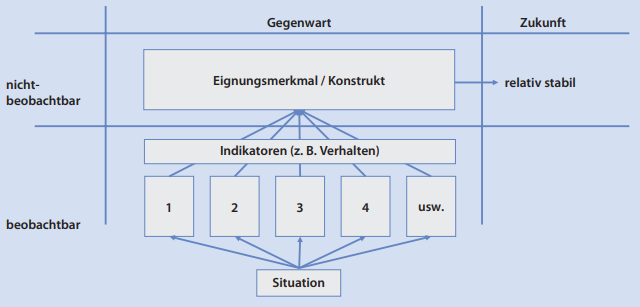 Gegenwart
Zukunft
nicht-
beobachtbar
Eignungsmerkmal / Konstrukt
relativ stabil
Indikatoren (z. B. Verhalten)
beobachtbar
1
2
3
4
usw.
Situation